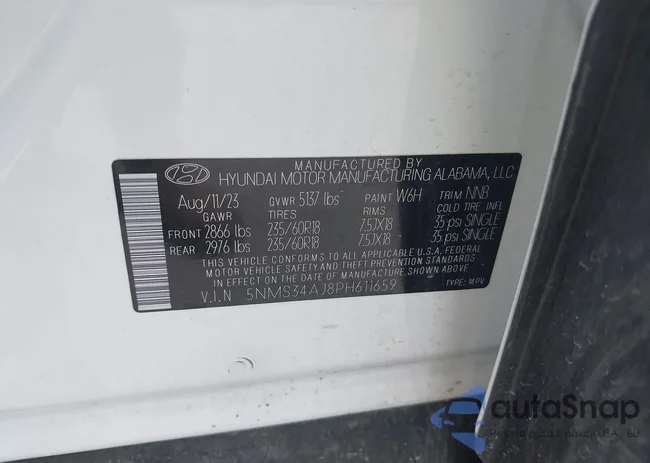 MANUFACTURED BY
HYUNDAI MOTOR MANUFACTURING ALABAMA, LLC
Aug/11/23 GVWR 5137 lbs PAINT W6H TRIM NNB
GAWR TIRES RIMS COLD TIRE INFL
FRONT 2866 lbs 235/60R18 7.5JX18 35 psi SINGLE
REAR 2976 lbs 235/60R18 7.5JX18 35 psi SINGLE
THIS VEHICLE CONFORMS TO ALL APPLICABLE U.S.A. FEDERAL
MOTOR VEHICLE SAFETY, BUMPER AND THEFT PREVENTION STANDARDS
IN EFFECT ON THE DATE OF MANUFACTURE SHOWN ABOVE
V.I.N 5NMS34AJ8PH611659 TYPE: MPV
autoSnap
USA - EU